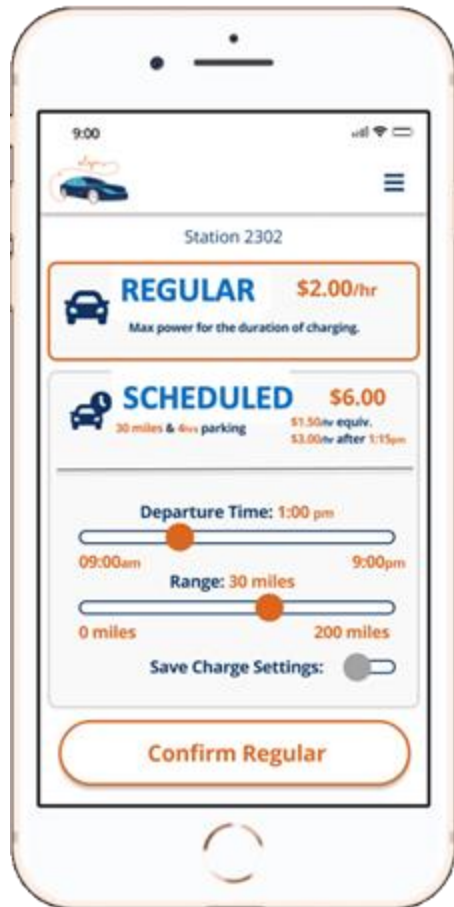 9:00
Station 2302
REGULAR $2.00/hr
Max power for the duration of charging.
SCHEDULED $6.00
30 miles & 4hrs parking
$1.50/hr equiv.
$3.00/hr after 1:15pm
Departure Time: 1:00 pm
09:00am 9:00pm
Range: 30 miles
0 miles 200 miles
Save Charge Settings:
Confirm Regular